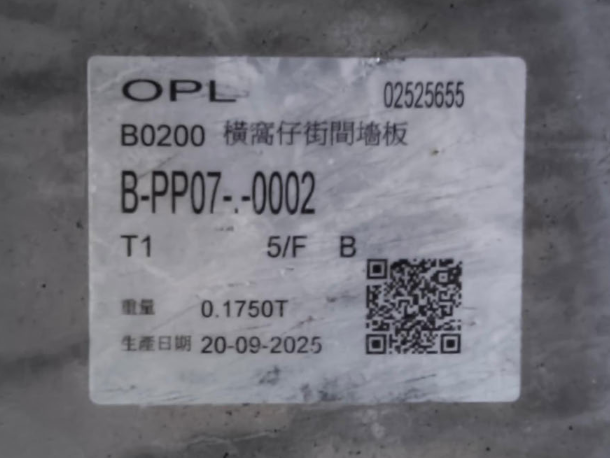 OPL 02525655
B0200 橫窩仔街間墻板
B-PP07-.-0002
T1 5/F B
重量 0.1750T
生產日期 20-09-2025